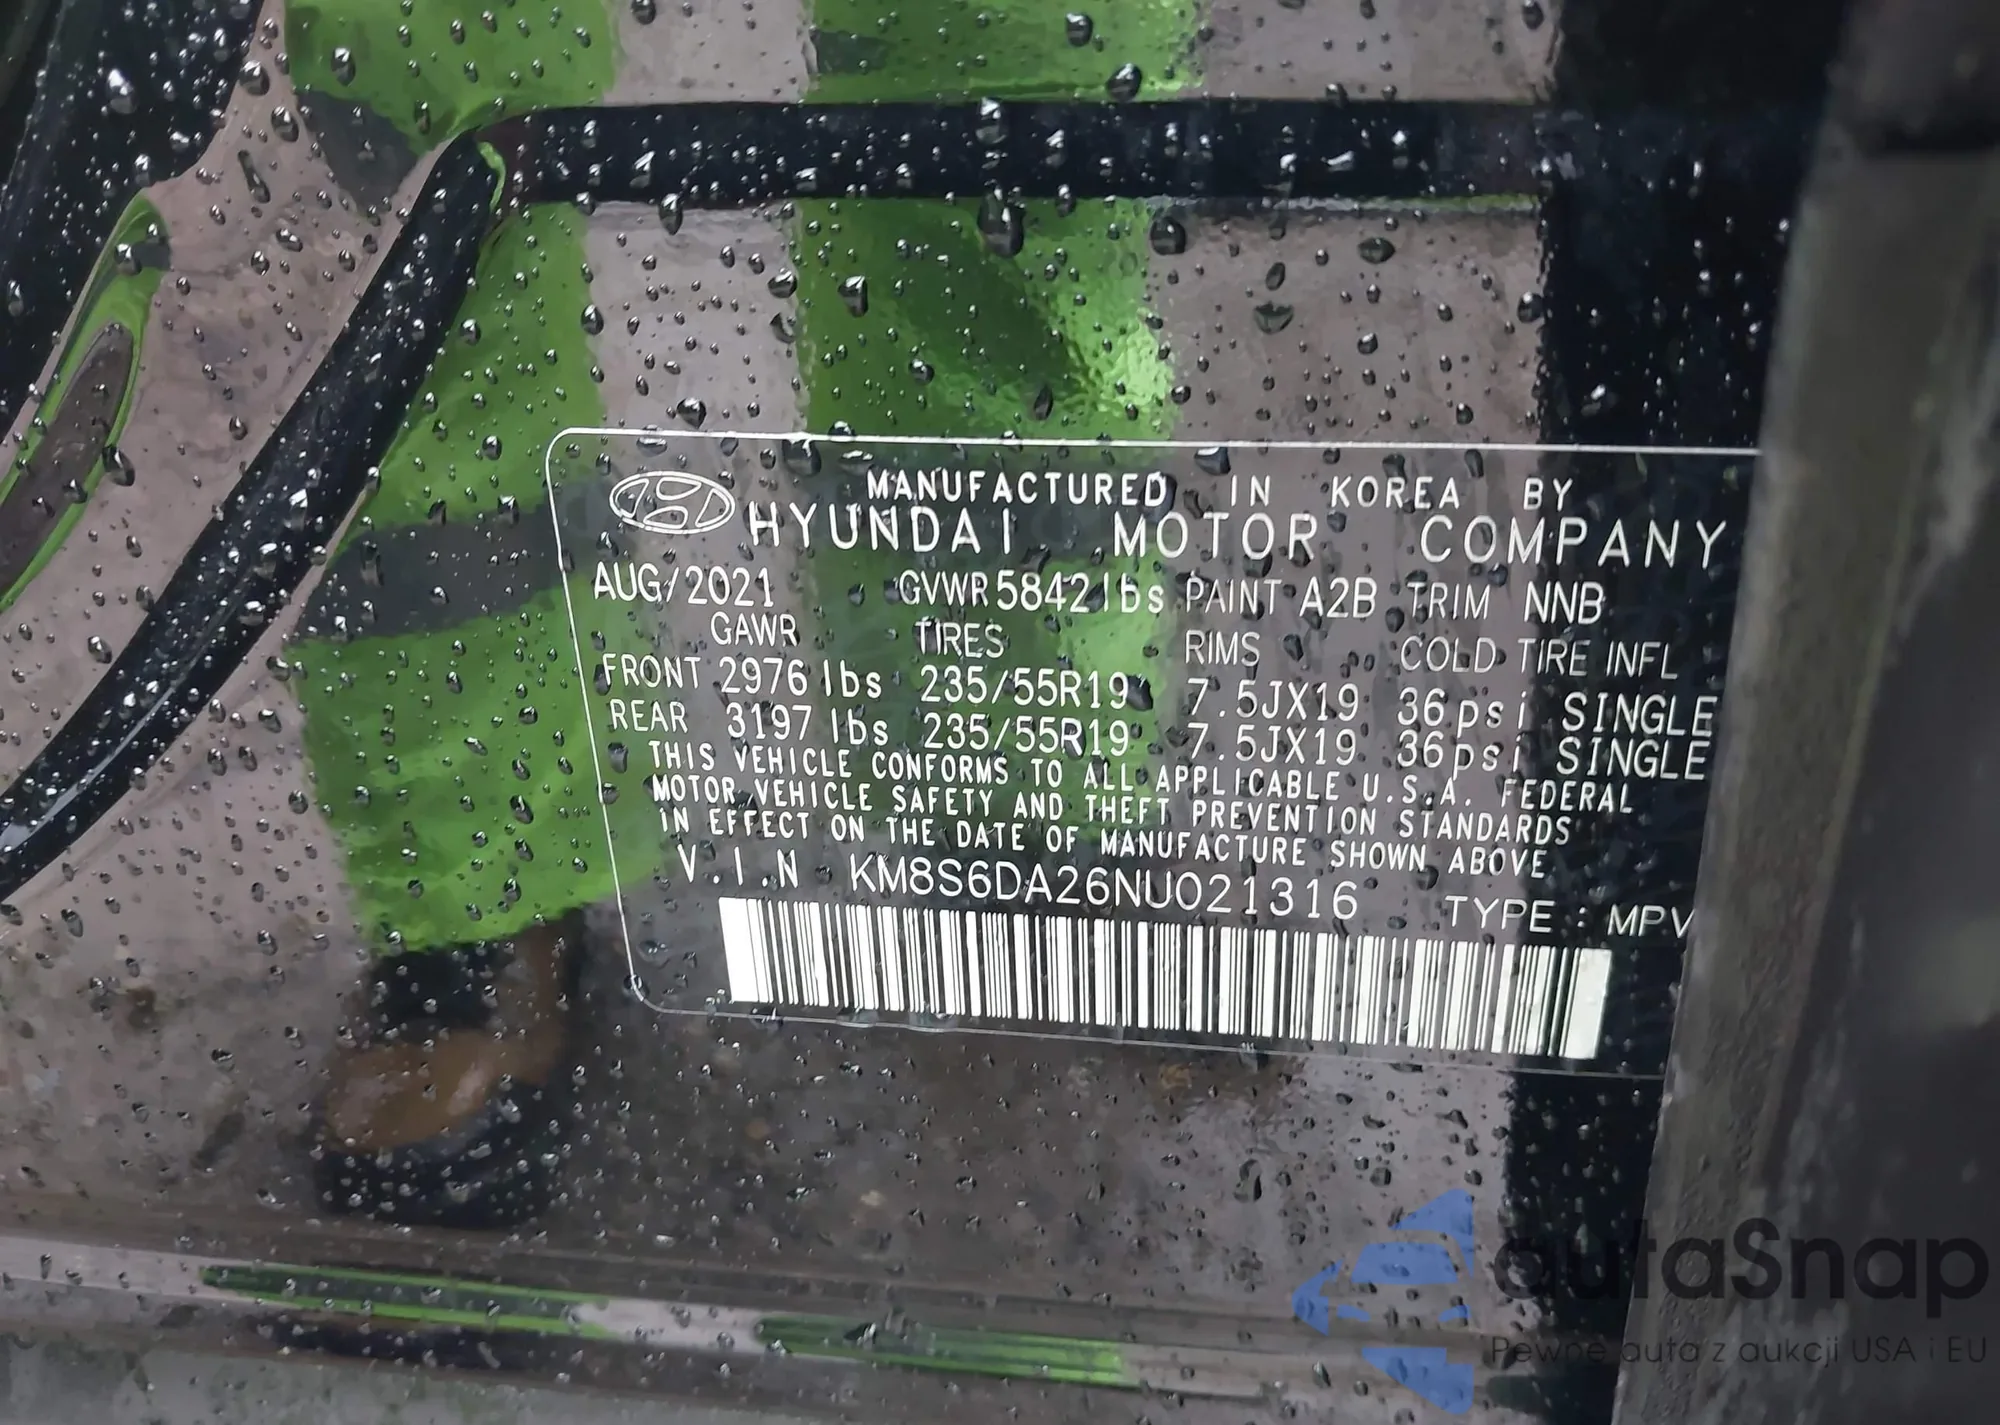 MANUFACTURED IN KOREA BY
HYUNDAI MOTOR COMPANY
AUG/2021 GVWR 5842 lbs PAINT A2B TRIM NNB
GAWR TIRES RIMS COLD TIRE INFL
FRONT 2976 lbs 235/55R19 7.5JX19 36psi SINGLE
REAR 3197 lbs 235/55R19 7.5JX19 36psi SINGLE
THIS VEHICLE CONFORMS TO ALL APPLICABLE U.S.A. FEDERAL
MOTOR VEHICLE SAFETY AND THEFT PREVENTION STANDARDS
IN EFFECT ON THE DATE OF MANUFACTURE SHOWN ABOVE
V.I.N KM8S6DA26NU021316 TYPE : MPV
autaSnap
Pewne auta z aukcji USA i EU